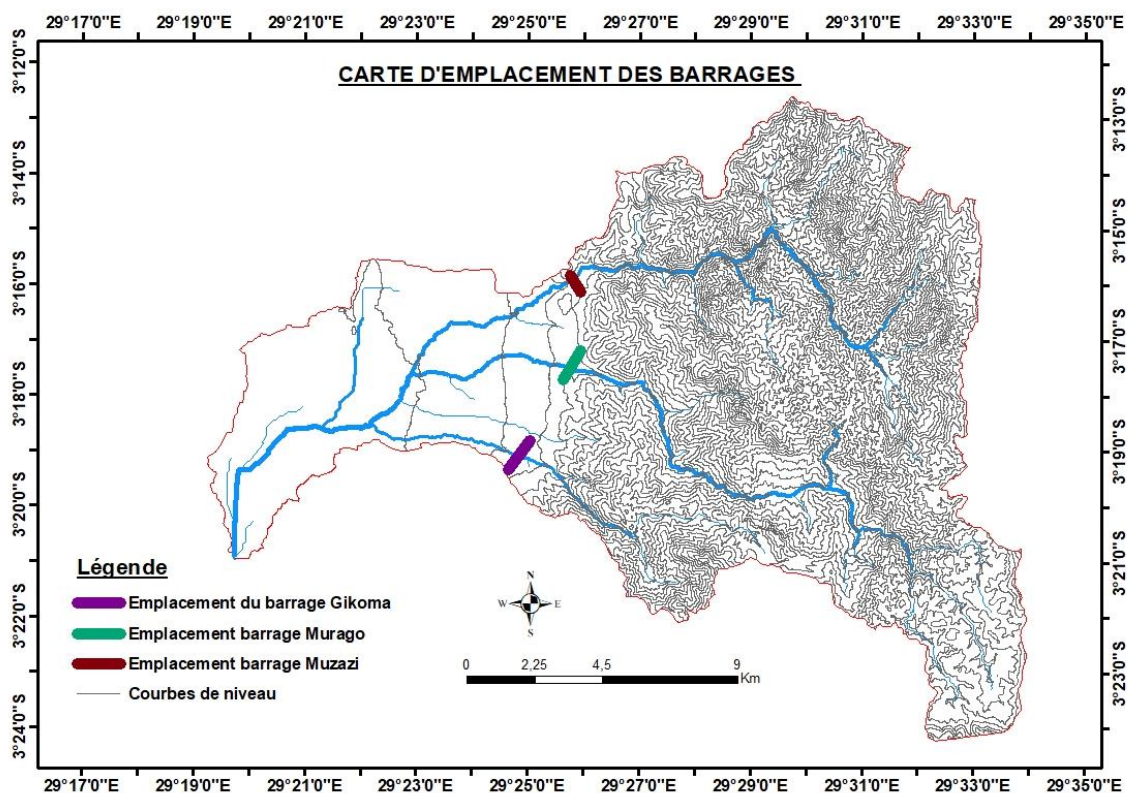 29°17'0"S 29°19'0"S 29°21'0"S 29°23'0"S 29°25'0"S 29°27'0"S 29°29'0"S 29°31'0"S 29°33'0"S 29°35'0"S
CARTE D'EMPLACEMENT DES BARRAGES
3°12'0"S
3°14'0"S
3°16'0"S
3°18'0"S
3°20'0"S
3°22'0"S
3°24'0"S
3°13'0"S
3°15'0"S
3°17'0"S
3°19'0"S
3°21'0"S
3°23'0"S
Légende
Emplacement du barrage Gikoma
Emplacement barrage Murago
Emplacement barrage Muzazi
Courbes de niveau
N
W E
S
0 2,25 4,5 9
Km
29°17'0"S 29°19'0"S 29°21'0"S 29°23'0"S 29°25'0"S 29°27'0"S 29°29'0"S 29°31'0"S 29°33'0"S 29°35'0"S